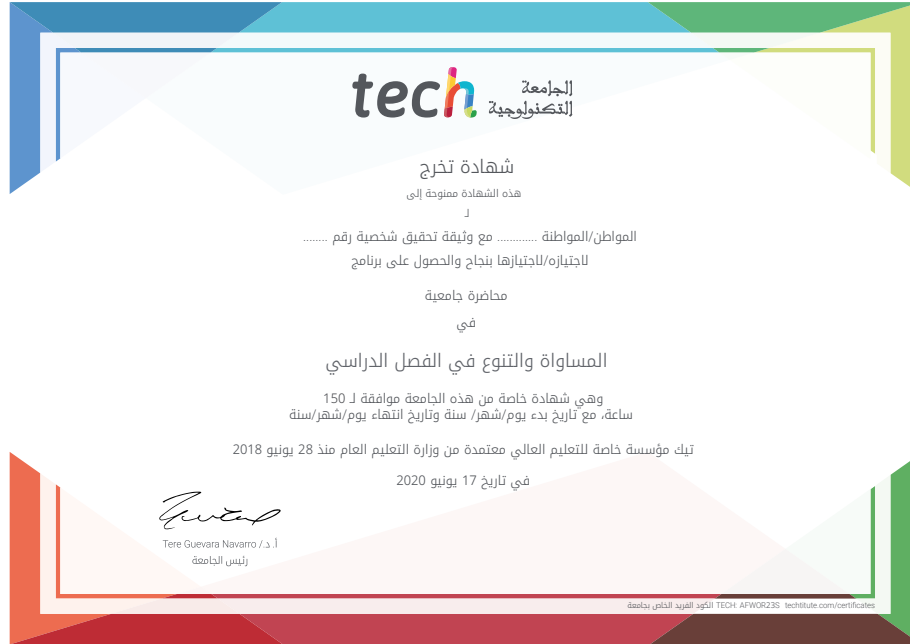 tech الجامعة
التكنولوجية
شهادة تخرج
هذه الشهادة ممنوحة إلى
لـ
المواطن/المواطنة ............. مع وثيقة تحقيق شخصية رقم ........
لاجتيازه/لاجتيازها بنجاح والحصول على برنامج
محاضرة جامعية
في
المساواة والتنوع في الفصل الدراسي
وهي شهادة خاصة من هذه الجامعة موافقة لـ 150
ساعة، مع تاريخ بدء يوم/شهر/ سنة وتاريخ انتهاء يوم/شهر/سنة
تيك مؤسسة خاصة للتعليم العالي معتمدة من وزارة التعليم العام منذ 28 يونيو 2018
في تاريخ 17 يونيو 2020
أ. د./ Tere Guevara Navarro
رئيس الجامعة
الكود الفريد الخاص بجامعة TECH: AFWOR23S techtitute.com/certificates